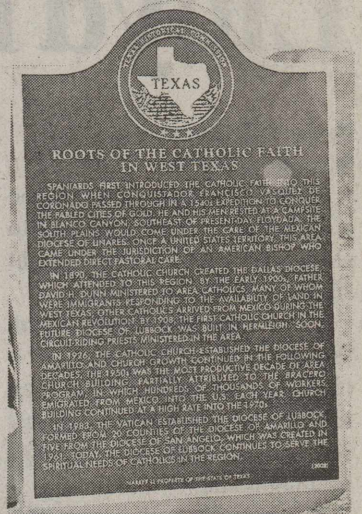 TEXAS HISTORICAL COMMISSION
TEXAS
ROOTS OF THE CATHOLIC FAITH
IN WEST TEXAS
SPANIARDS FIRST INTRODUCED THE CATHOLIC FAITH INTO THIS
REGION WHEN CONQUISTADOR FRANCISCO VASQUEZ DE
CORONADO PASSED THROUGH IN A 1540s EXPEDITION TO CONQUER
THE FABLED CITIES OF GOLD. HE AND HIS MEN RESTED AT A CAMPSITE
IN BLANCO CANYON, SOUTHEAST OF PRESENT-DAY FLOYDADA. THE
SOUTH PLAINS WOULD COME UNDER THE CARE OF THE MEXICAN
DIOCESE OF LINARES. ONCE A UNITED STATES TERRITORY, THIS AREA
CAME UNDER THE JURISDICTION OF AN AMERICAN BISHOP WHO
EXTENDED DIRECT PASTORAL CARE.
IN 1890, THE CATHOLIC CHURCH CREATED THE DALLAS DIOCESE,
WHICH ATTENDED TO THIS REGION. BY THE EARLY 1900s, FATHER
DAVID H. DUNN MINISTERED TO AREA CATHOLICS, MANY OF WHOM
WERE IMMIGRANTS RESPONDING TO THE AVAILABILITY OF LAND IN
WEST TEXAS; OTHER CATHOLICS ARRIVED FROM MEXICO DURING THE
MEXICAN REVOLUTION. BY 1908 THE FIRST CATHOLIC CHURCH IN THE
FUTURE DIOCESE OF LUBBOCK WAS BUILT IN HERMLEIGH. SOON,
CIRCUIT-RIDING PRIESTS MINISTERED IN THE AREA.
IN 1926, THE CATHOLIC CHURCH ESTABLISHED THE DIOCESE OF
AMARILLO AND CHURCH GROWTH CONTINUED IN THE FOLLOWING
DECADES. THE 1950s WAS THE MOST PRODUCTIVE DECADE OF AREA
CHURCH BUILDING, PARTIALLY ATTRIBUTED TO THE BRACERO
PROGRAM, IN WHICH HUNDREDS OF THOUSANDS OF WORKERS
EMIGRATED FROM MEXICO INTO THE U.S. EACH YEAR. CHURCH
BUILDING CONTINUED AT A HIGH RATE INTO THE 1970s.
IN 1983, THE VATICAN ESTABLISHED THE DIOCESE OF LUBBOCK,
FORMED FROM 20 COUNTIES OF THE DIOCESE OF AMARILLO AND
FIVE FROM THE DIOCESE OF SAN ANGELO, WHICH WAS CREATED IN
1961. TODAY, THE DIOCESE OF LUBBOCK CONTINUES TO SERVE THE
SPIRITUAL NEEDS OF CATHOLICS IN THE REGION.
MARKER IS PROPERTY OF THE STATE OF TEXAS